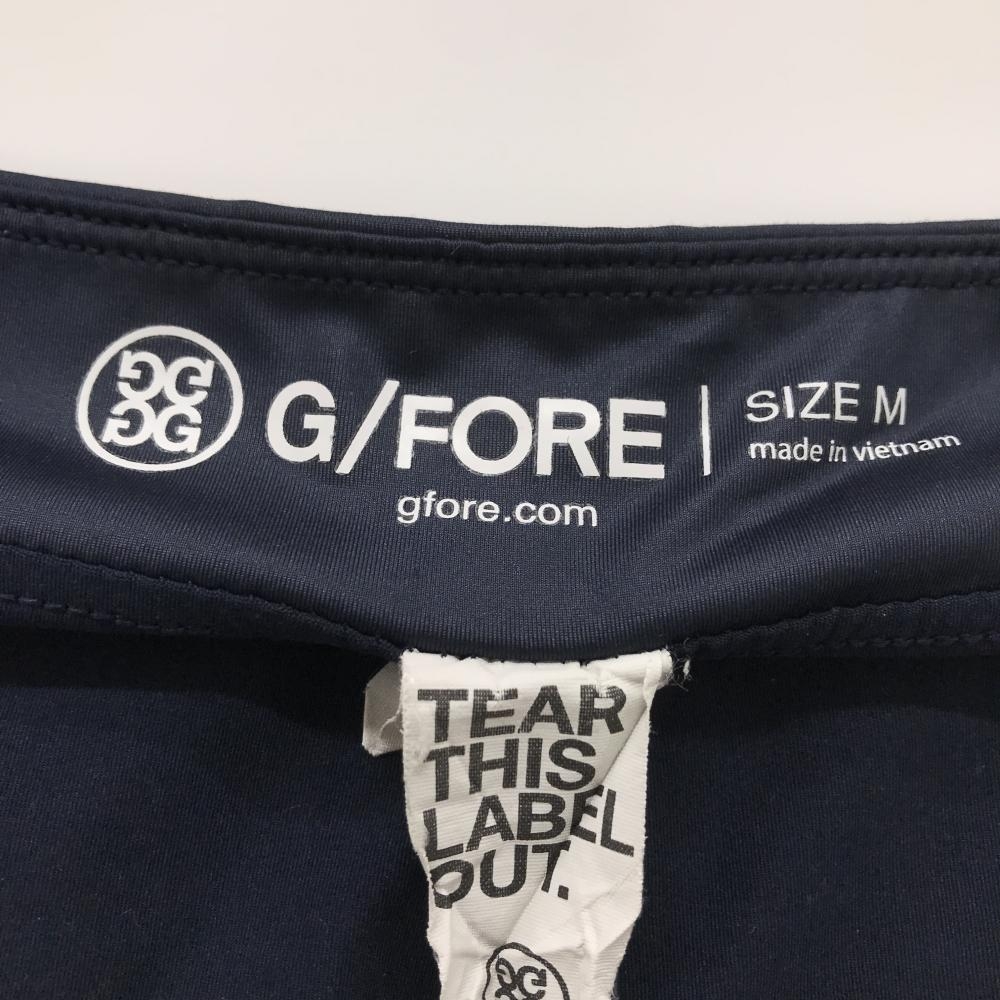 G/FORE
SIZE M
made in vietnam
gfore.com
TEAR
THIS
LABEL
OUT.